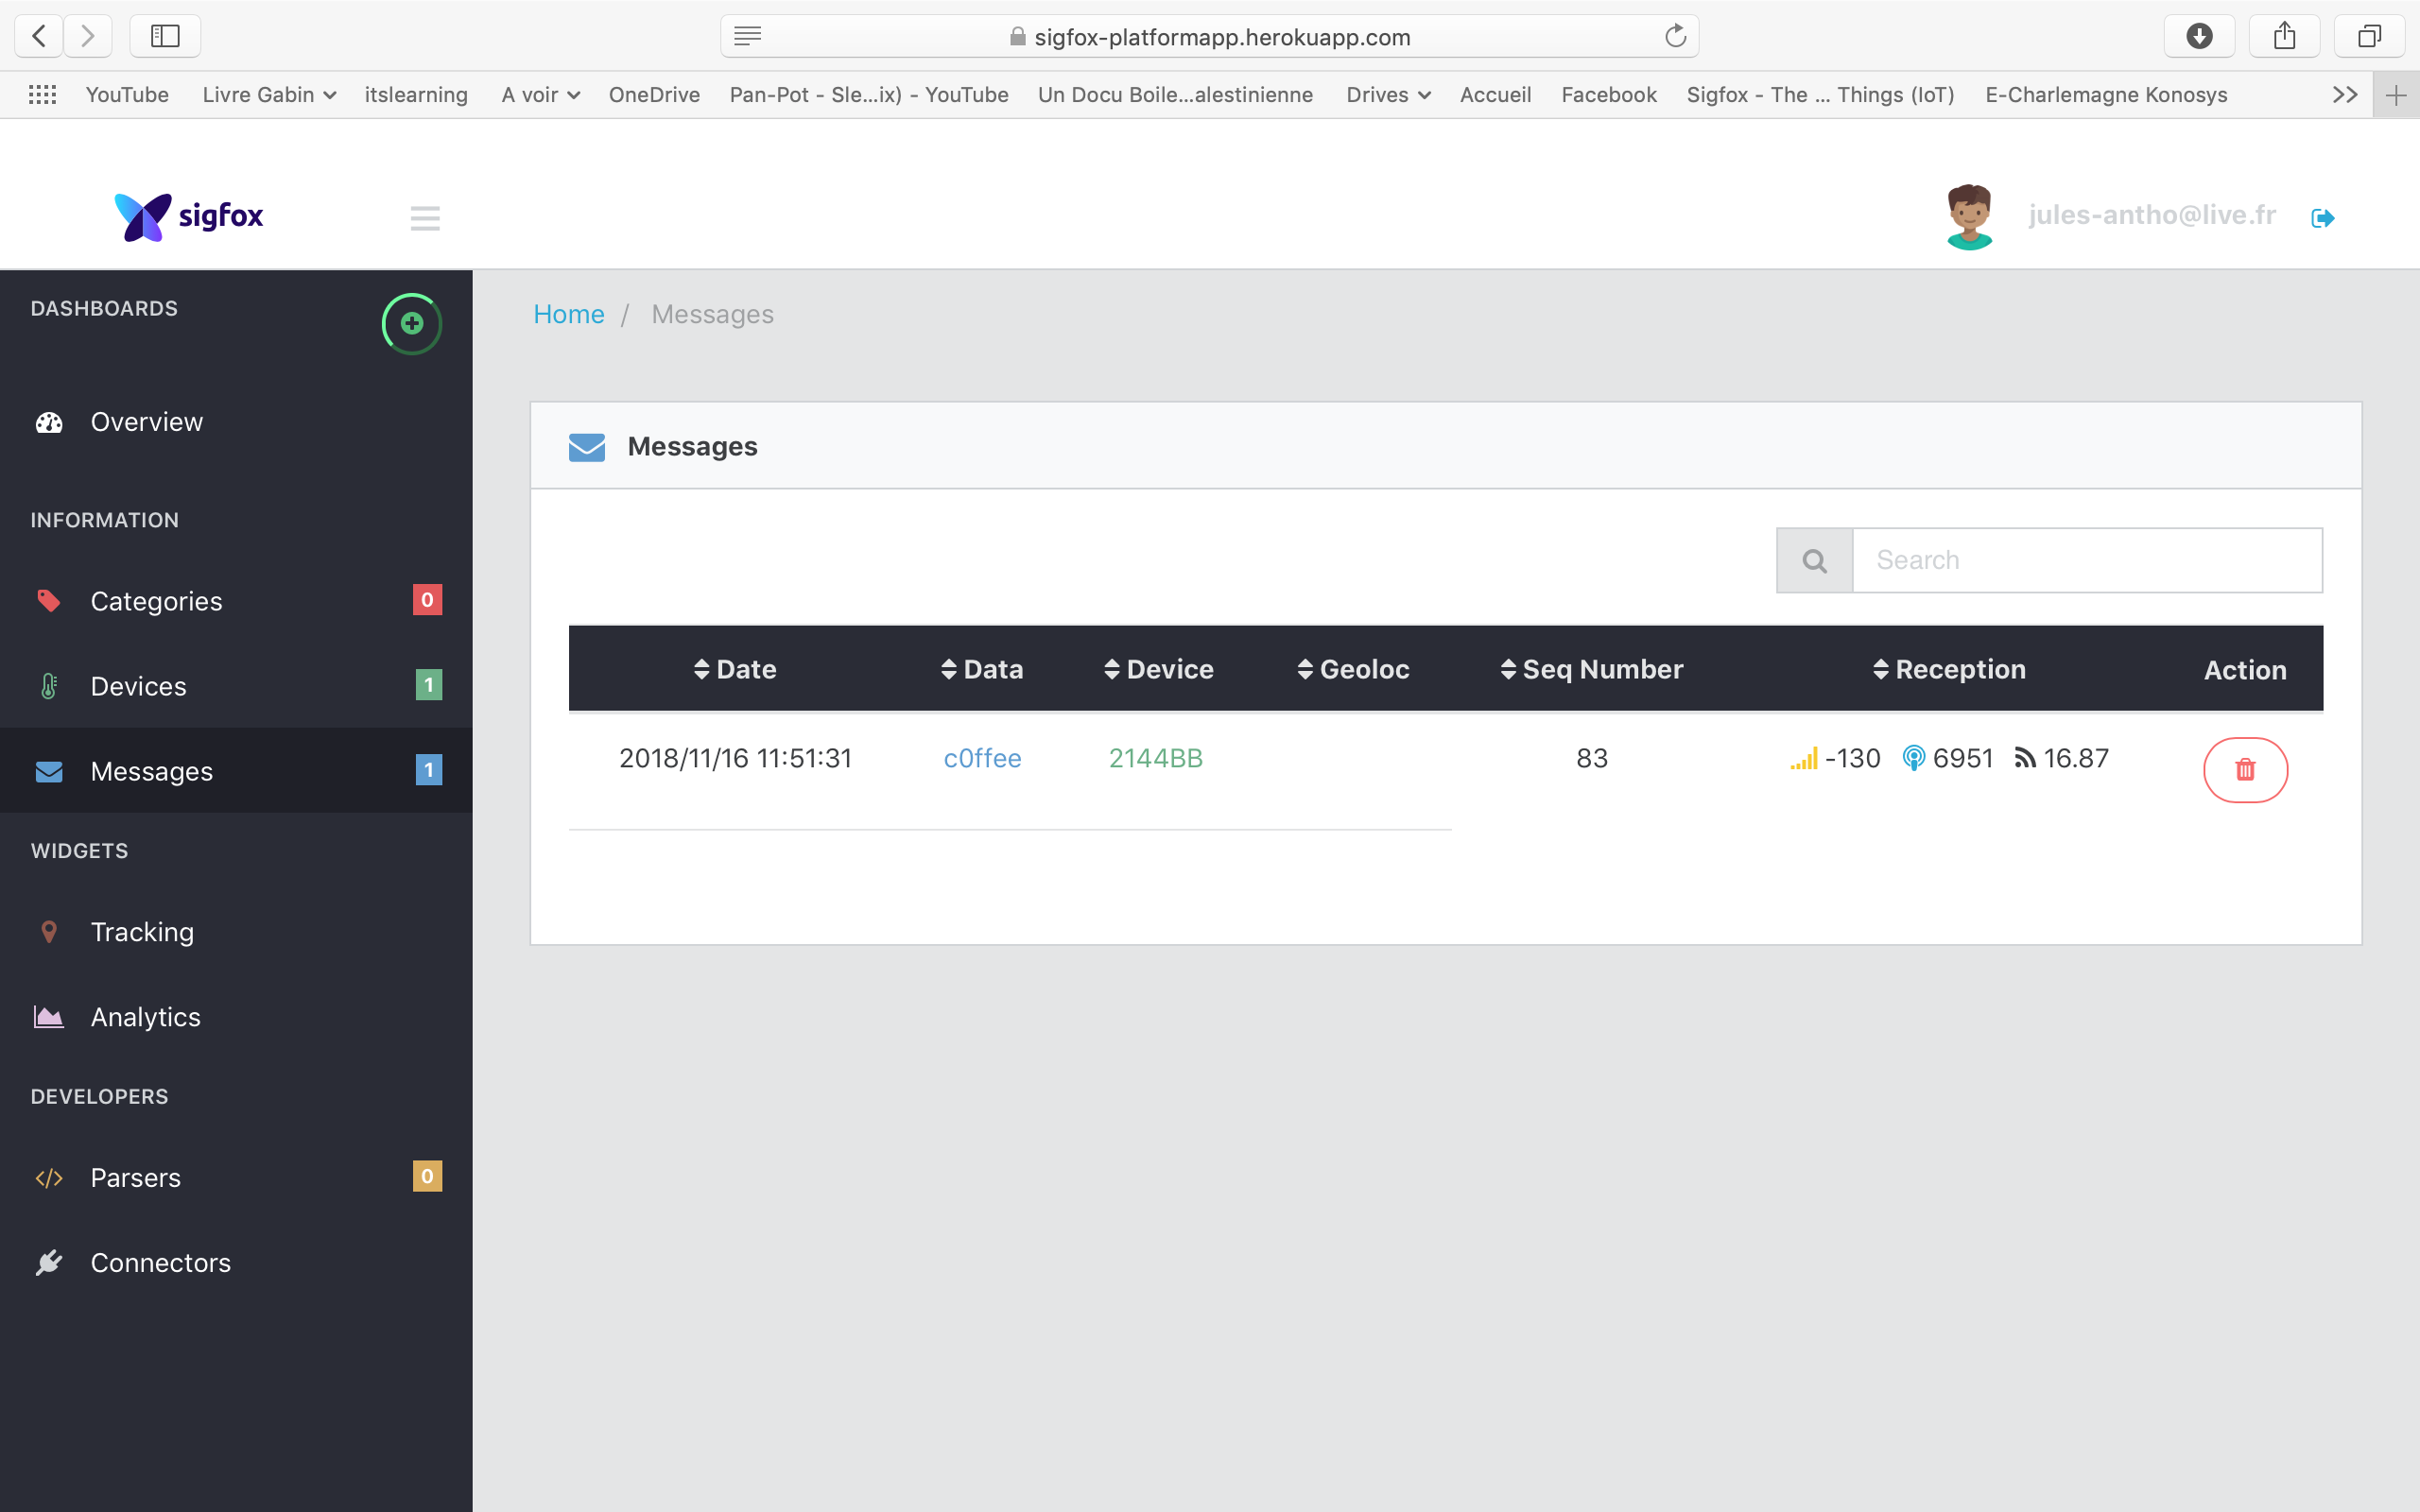 sigfox-platformapp.herokuapp.com
YouTube Livre Gabin itslearning A voir OneDrive Pan-Pot - Sle...ix) - YouTube Un Docu Boile...alestinienne Drives Accueil Facebook Sigfox - The ... Things (IoT) E-Charlemagne Konosys
sigfox jules-antho@live.fr
DASHBOARDS
Overview
INFORMATION
Categories 0
Devices 1
Messages 1
WIDGETS
Tracking
Analytics
DEVELOPERS
Parsers 0
Connectors
Home / Messages
Messages
Search
Date Data Device Geoloc Seq Number Reception Action
2018/11/16 11:51:31 c0ffee 2144BB 83 -130 6951 16.87